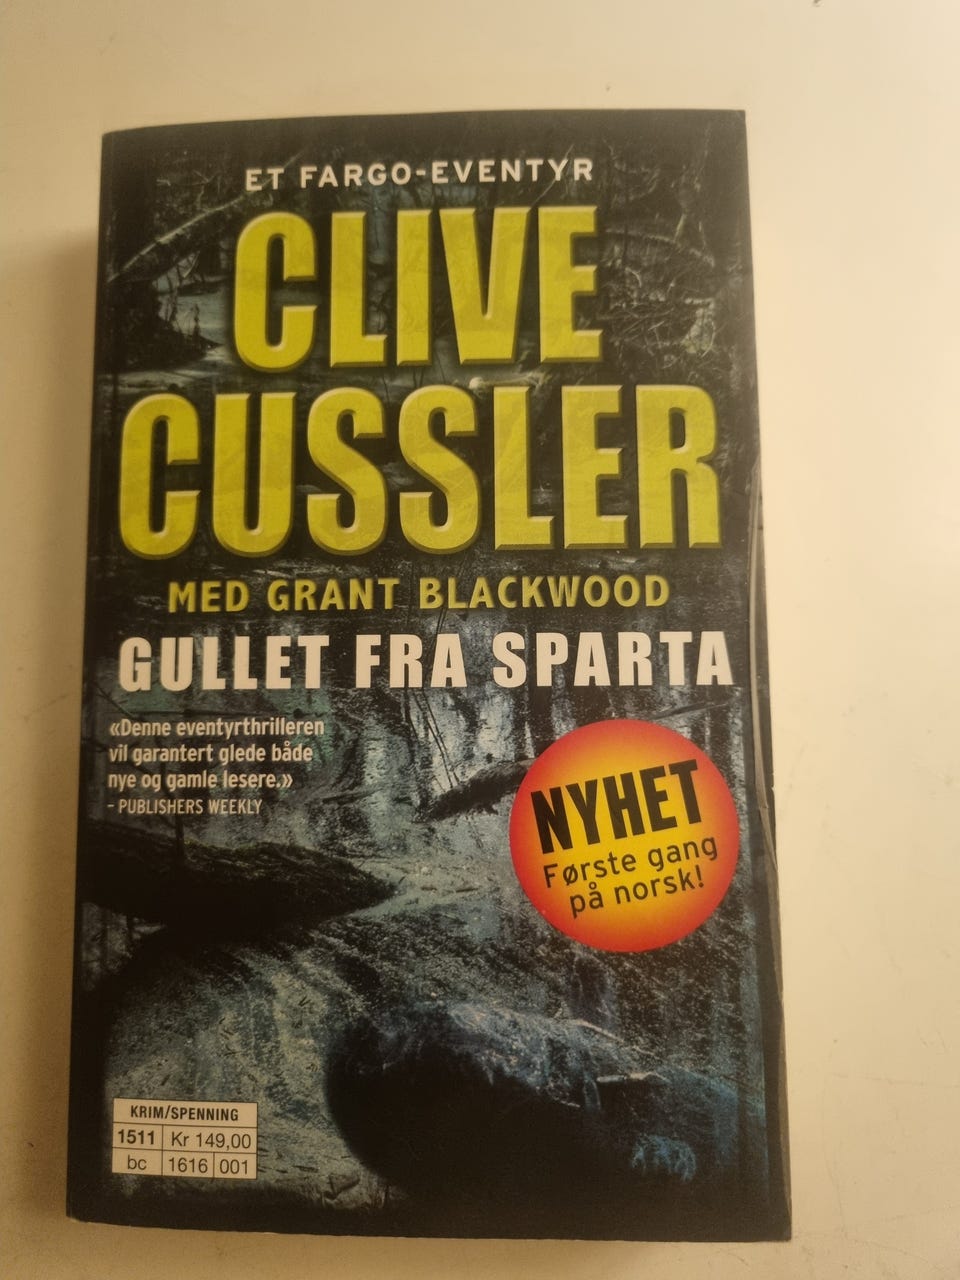 ET FARGO-EVENTYR
CLIVE
CUSSLER
MED GRANT BLACKWOOD
GULLET FRA SPARTA
«Denne eventyrthrilleren
vil garantert glede både
nye og gamle lesere.»
– PUBLISHERS WEEKLY
NYHET
Første gang
på norsk!
KRIM/SPENNING
1511 Kr 149,00
bc 1616 001